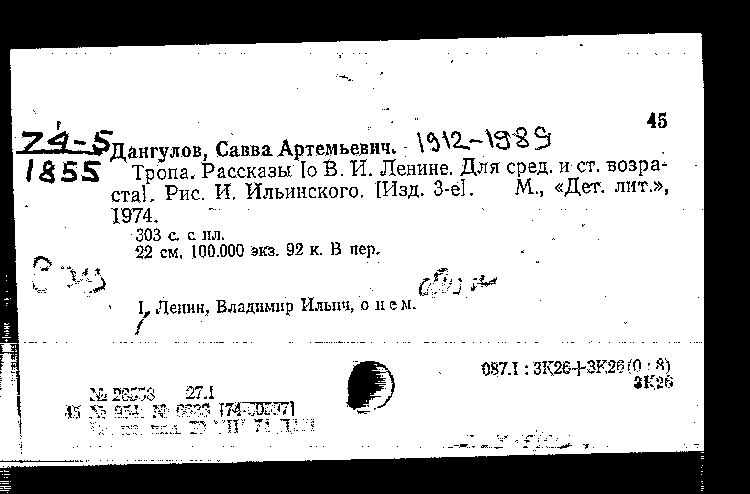 45
74-5
1855
Дангулов, Савва Артемьевич. 1912-1989
Тропа. Рассказы [о В. И. Ленине. Для сред. и ст. возра-
ста]. Рис. И. Ильинского. [Изд. 3-е]. М., «Дет. лит.»,
1974.
303 с. с ил.
22 см. 100.000 экз. 92 к. В пер.
I. Ленин, Владимир Ильич, о нем.
087.1 : 3К26+3К26(0 : 8)
3К26
27.1